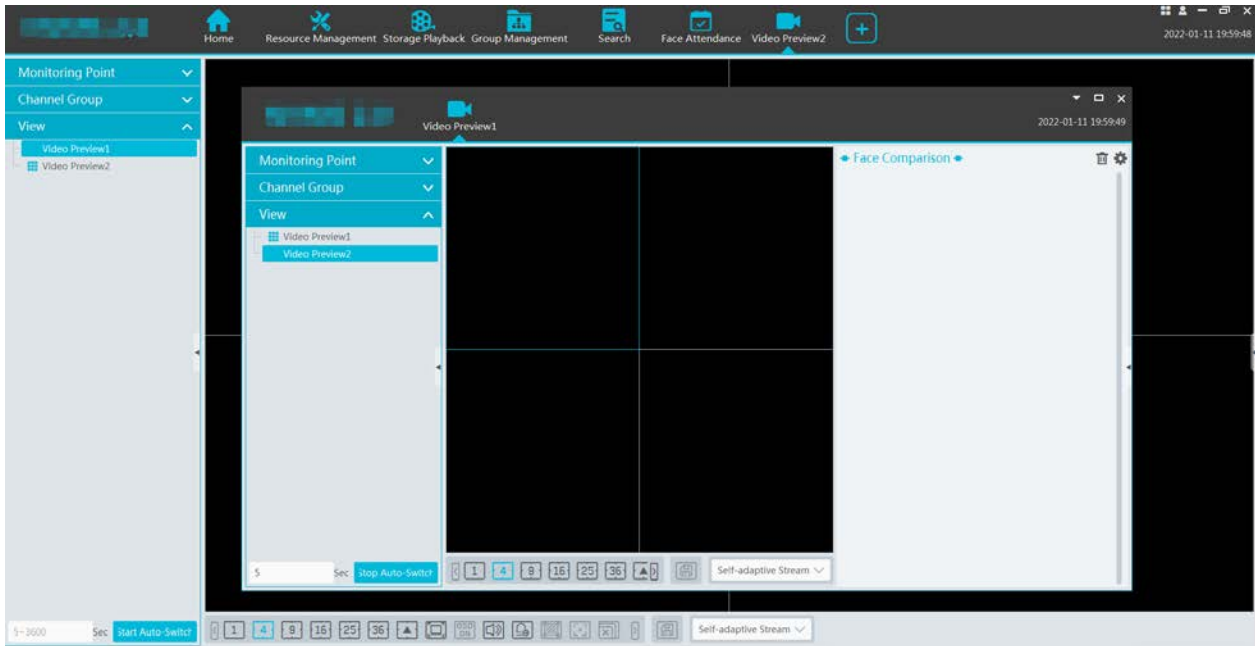 Home Resource Management Storage Playback Group Management Search Face Attendance Video Preview2
2022-01-11 19:59:48
Monitoring Point
Channel Group
View
Video Preview1
Video Preview2
Video Preview1
2022-01-11 19:59:49
Monitoring Point
Channel Group
View
Video Preview1
Video Preview2
Face Comparison
5 Sec Stop Auto-Switch
1 4 9 16 25 36 Self-adaptive Stream
5~3600 Sec Start Auto-Switch
1 4 9 16 25 36 OSD ON Self-adaptive Stream